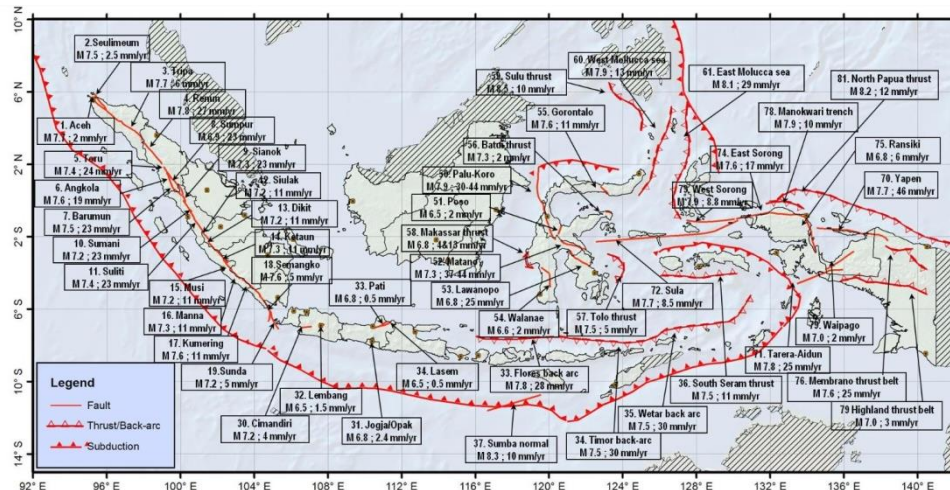 10° N
6° N
2° N
2° S
6° S
10° S
14° S
2.Seulimeum
M 7.5 ; 2.5 mm/yr
3. Tripa
M 7.7 ; 6 mm/yr
4. Renun
M 7.8 ; 27 mm/yr
8. Sumpur
M 6.9 ; 23 mm/yr
9. Sianok
M 7.3 ; 23 mm/yr
1. Aceh
M 7.7 ; 2 mm/yr
5. Toru
M 7.4 ; 24 mm/yr
6. Angkola
M 7.6 ; 19 mm/yr
7. Barumun
M 7.5 ; 23 mm/yr
10. Sumani
M 7.2 ; 23 mm/yr
11. Suliti
M 7.4 ; 23 mm/yr
Siulak
M 7.2 ; 11 mm/yr
13. Dikit
M 7.2 ; 11 mm/yr
14. Ketaun
M 7.3 ; 11 mm/yr
18. Semangko
M 7.6 ; 5 mm/yr
15. Musi
M 7.2 ; 11 mm/yr
16. Manna
M 7.3 ; 11 mm/yr
17. Kumering
M 7.6 ; 11 mm/yr
19.Sunda
M 7.2 ; 5 mm/yr
30. Cimandiri
M 7.2 ; 4 mm/yr
32. Lembang
M 6.5 ; 1.5 mm/yr
31. Jogja/Opak
M 6.8 ; 2.4 mm/yr
33. Pati
M 6.8 ; 0.5 mm/yr
34. Lasem
M 6.5 ; 0.5 mm/yr
37. Sumba normal
M 8.3 ; 10 mm/yr
33. Flores back arc
M 7.8 ; 28 mm/yr
34. Timor back-arc
M 7.5 ; 30 mm/yr
35. Wetar back arc
M 7.5 ; 30 mm/yr
36. South Seram thrust
M 7.5 ; 11 mm/yr
Sulu thrust
M 8.5 ; 10 mm/yr
60. West Mollucca sea
M 7.9 ; 13 mm/yr
61. East Molucca sea
M 8.1 ; 29 mm/yr
55. Gorontalo
M 7.6 ; 11 mm/yr
56. Batui thrust
M 7.3 ; 2 mm/yr
50. Palu-Koro
M 7.9 ; 30-44 mm/yr
51. Poso
M 6.5 ; 2 mm/yr
58. Makassar thrust
M 6.8 ; 4&13 mm/yr
52. Matano
M 7.3 ; 37-44 mm/yr
53. Lawanopo
M 6.8 ; 25 mm/yr
54. Walanae
M 6.6 ; 2 mm/yr
57. Tolo thrust
M 7.5 ; 5 mm/yr
72. Sula
M 7.7 ; 8.5 mm/yr
81. North Papua thrust
M 8.2 ; 12 mm/yr
78. Manokwari trench
M 7.9 ; 10 mm/yr
74. East Sorong
M 7.6 ; 17 mm/yr
West Sorong
M 7.9 ; 8.8 mm/yr
75. Ransiki
M 6.8 ; 6 mm/yr
70. Yapen
M 7.7 ; 46 mm/yr
79. Waipago
M 7.0 ; 2 mm/yr
71. Tarera-Aidun
M 7.8 ; 25 mm/yr
76. Membrano thrust belt
M 7.6 ; 25 mm/yr
79 Highland thrust belt
M 7.0 ; 3 mm/yr
Legend
Fault
Thrust/Back-arc
Subduction
92° E 96° E 100° E 104° E 108° E 112° E 116° E 120° E 124° E 128° E 132° E 136° E 140° E